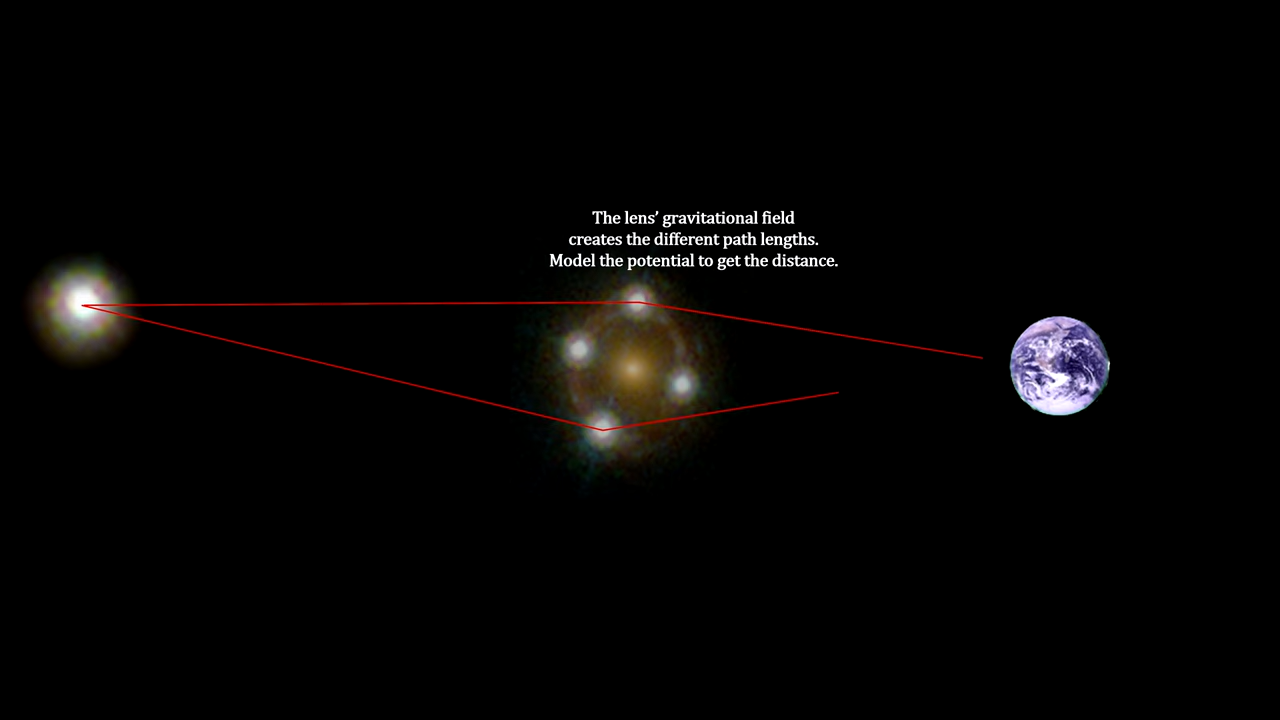 The lens’ gravitational field
creates the different path lengths.
Model the potential to get the distance.